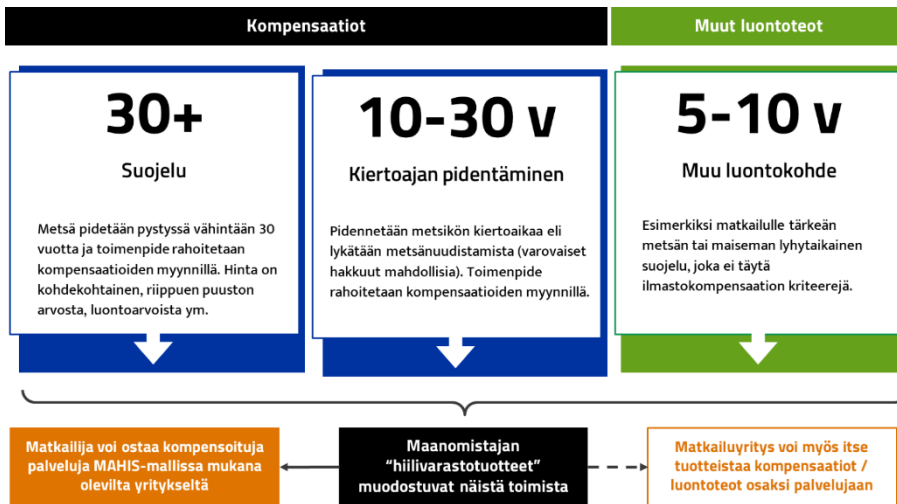 Kompensaatiot
Muut luontoteot
30+
Suojelu
Metsä pidetään pystyssä vähintään 30
vuotta ja toimenpide rahoitetaan
kompensaatioiden myynnillä. Hinta on
kohdekohtainen, riippuen puuston
arvosta, luontoarvoista ym.
10-30 v
Kiertoajan pidentäminen
Pidennetään metsikön kiertoaikaa eli
lykätään metsänuudistamista (varovaiset
hakkuut mahdollisia). Toimenpide
rahoitetaan kompensaatioiden myynnillä.
5-10 v
Muu luontokohde
Esimerkiksi matkailulle tärkeän
metsän tai maiseman lyhytaikainen
suojelu, joka ei täytä
ilmastokompensaation kriteerejä.
Matkailija voi ostaa kompensoituja
palveluja MAHIS-mallissa mukana
olevilta yritykseltä
Maanomistajan
“hiilivarastotuotteet”
muodostuvat näistä toimista
Matkailuyritys voi myös itse
tuotteistaa kompensaatiot /
luontoteot osaksi palvelujaan